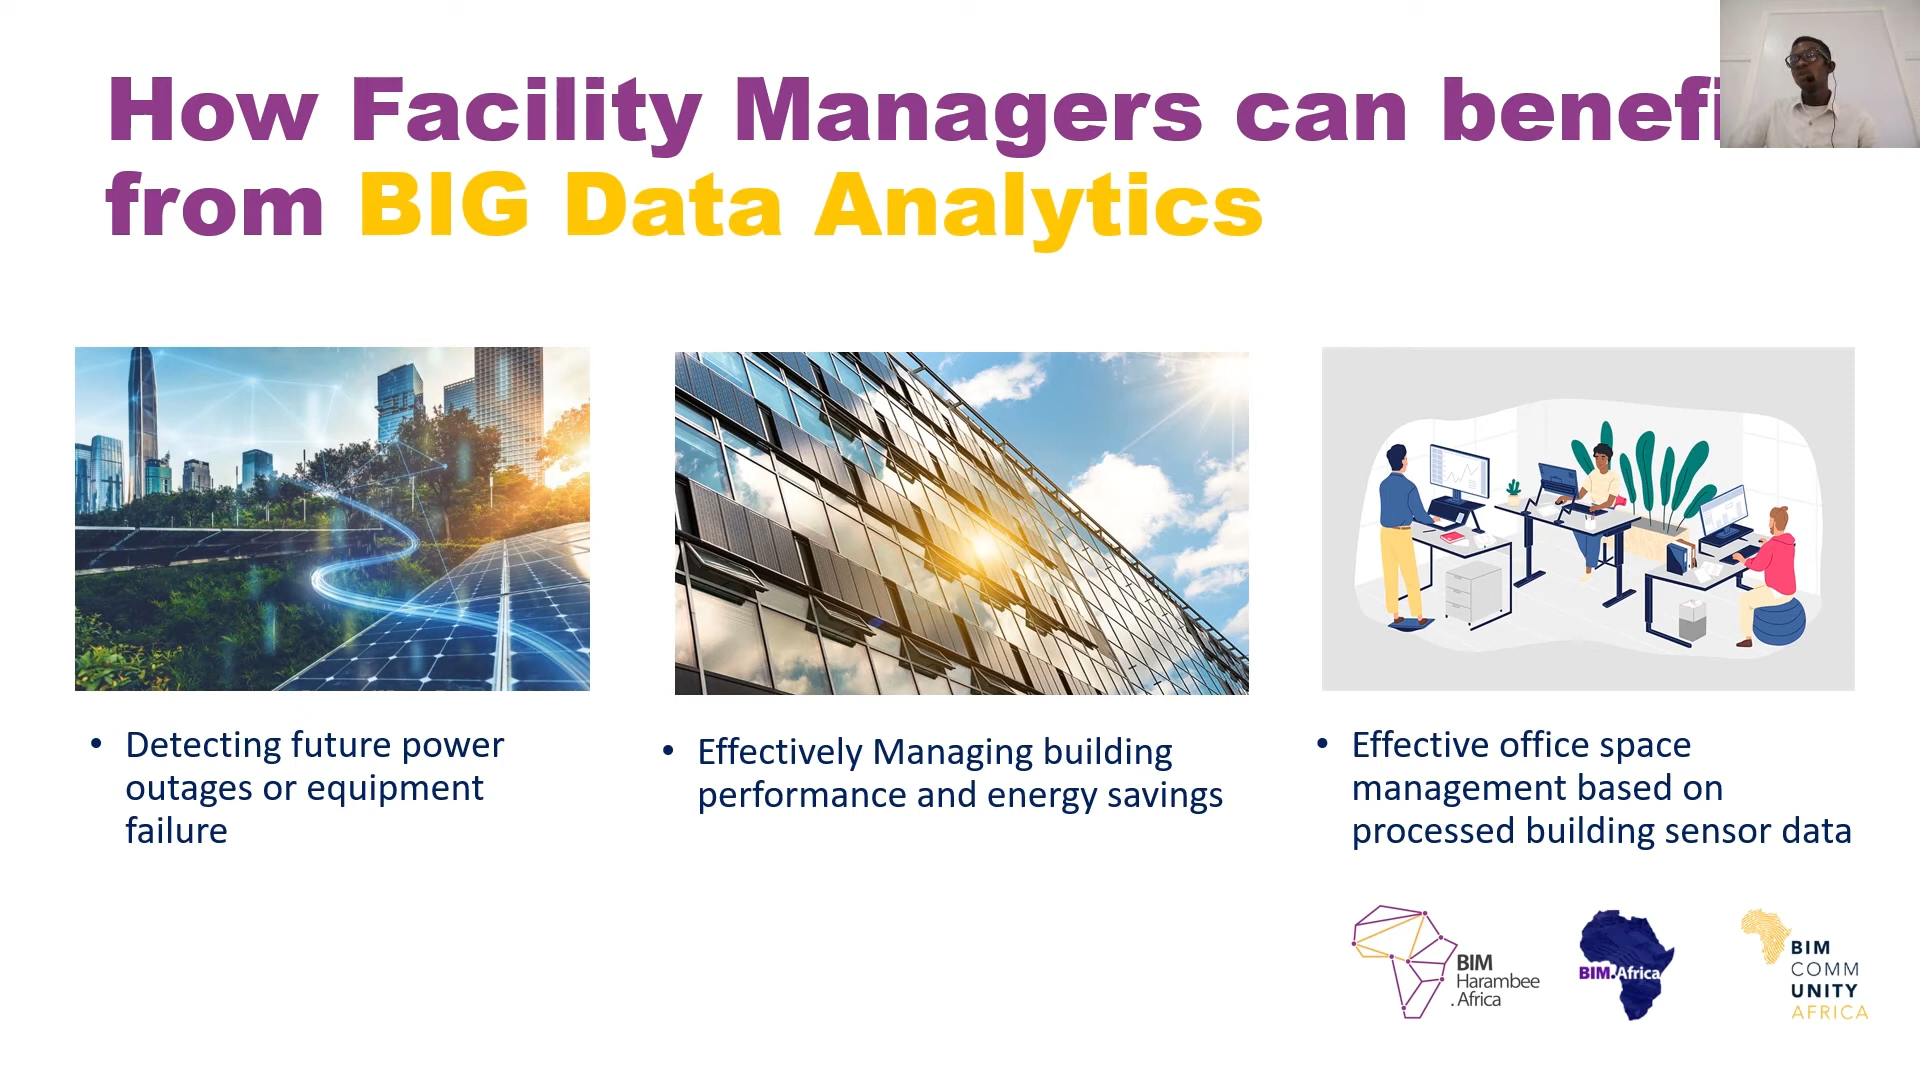 How Facility Managers can benefi
from BIG Data Analytics
• Detecting future power
outages or equipment
failure
• Effectively Managing building
performance and energy savings
• Effective office space
management based on
processed building sensor data
BIM
Harambee
.Africa
BIM.Africa
BIM
COMM
UNITY
AFRICA